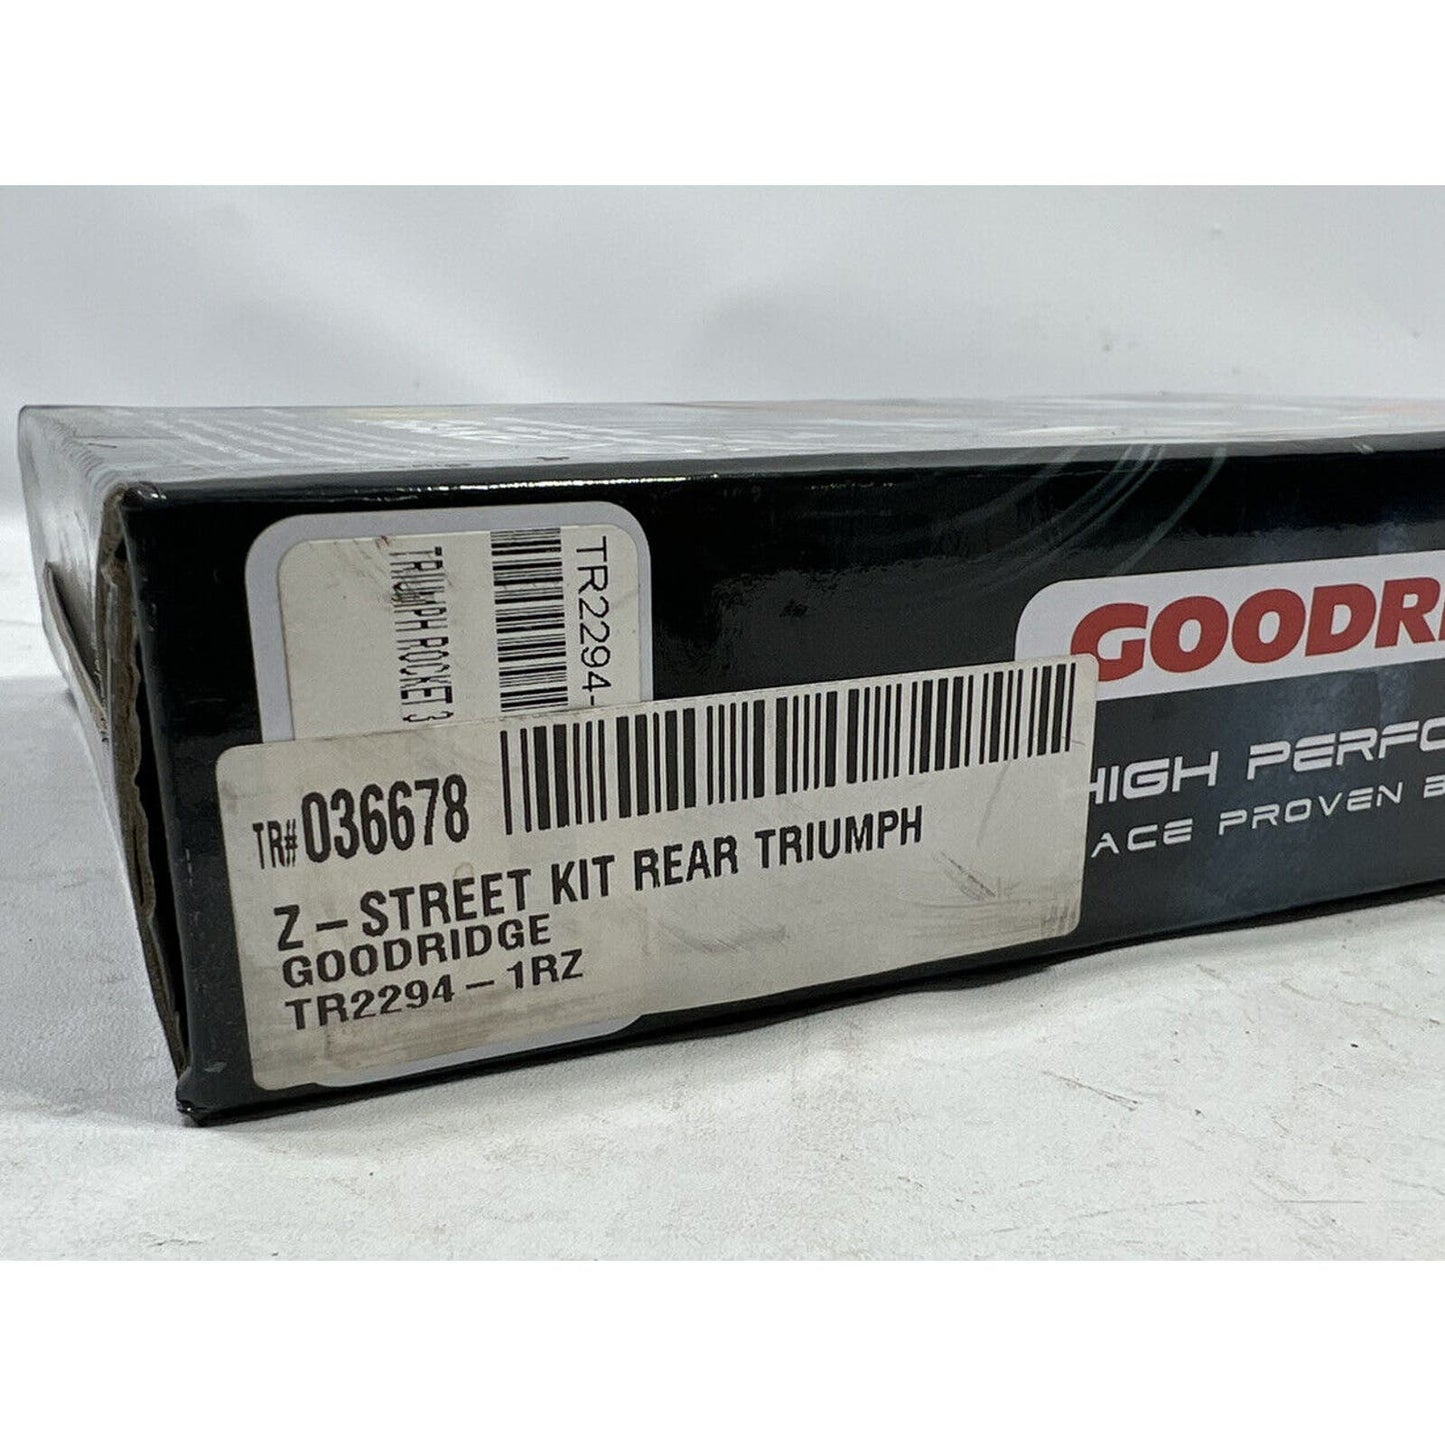 TR2294-
TRIUMPH ROCKET 3
GOODR
HIGH PERFO
ACE PROVEN B
TR# 036678
Z-STREET KIT REAR TRIUMPH
GOODRIDGE
TR2294-1RZ